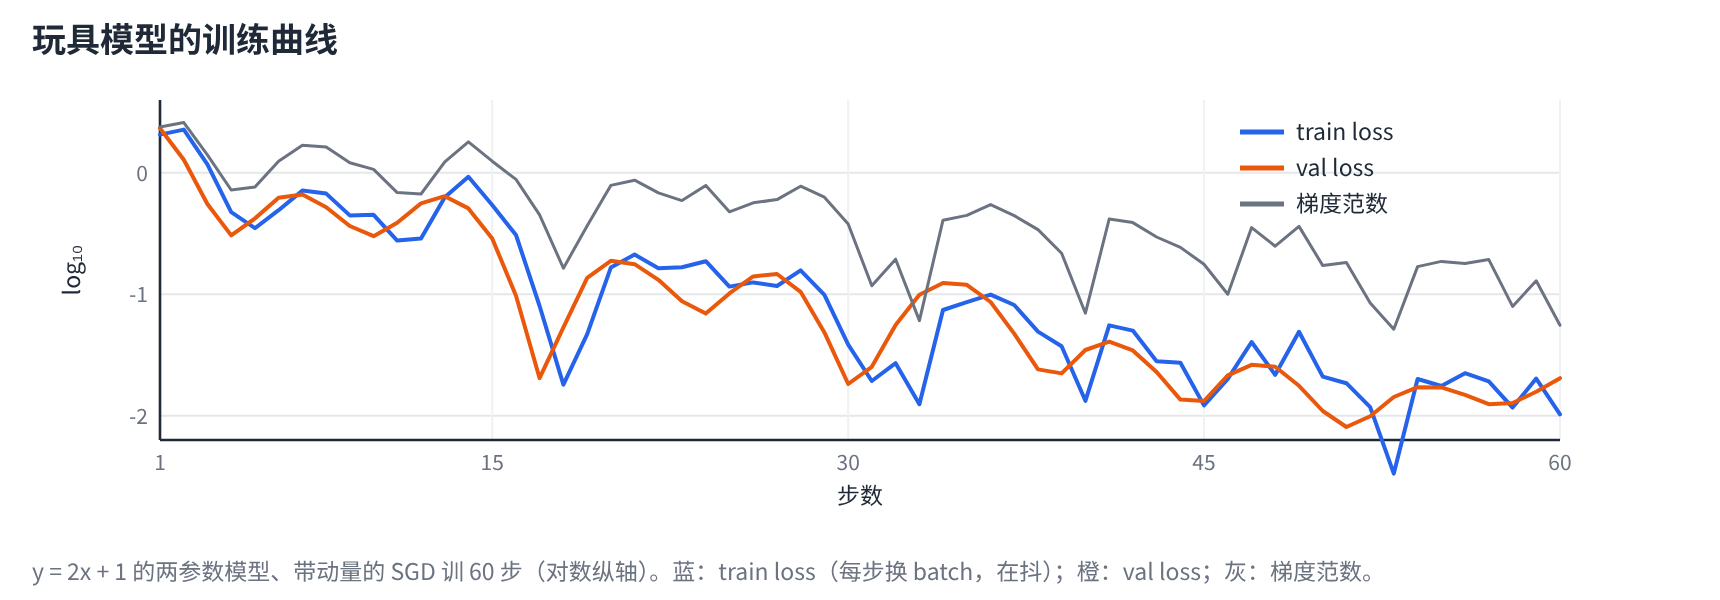 玩具模型的训练曲线
train loss
val loss
梯度范数
0
-1
-2
log₁₀
1 15 30 45 60
步数
y = 2x + 1 的两参数模型、带动量的 SGD 训 60 步（对数纵轴）。蓝：train loss（每步换 batch，在抖）；橙：val loss；灰：梯度范数。